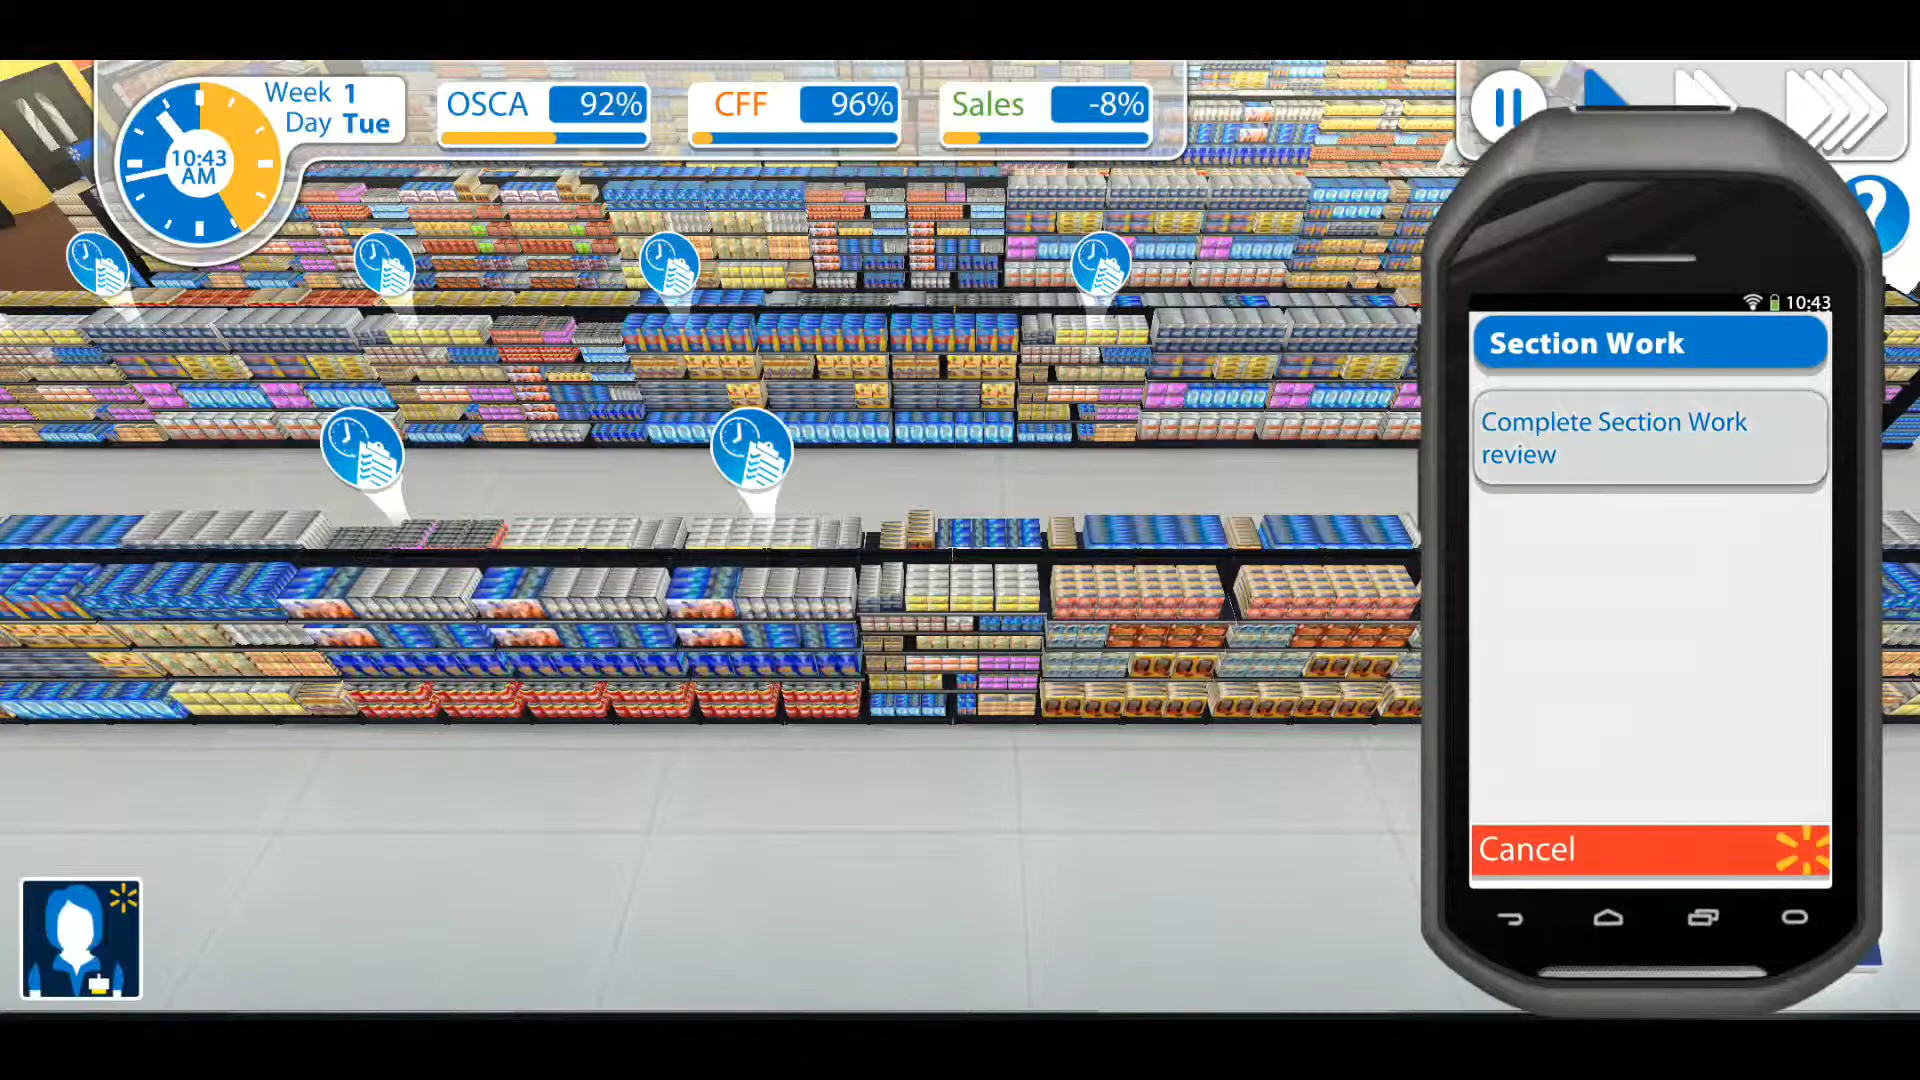 Week 1
Day Tue
10:43
AM
OSCA 92%
CFF 96%
Sales -8%
?
10:43
Section Work
Complete Section Work
review
Cancel